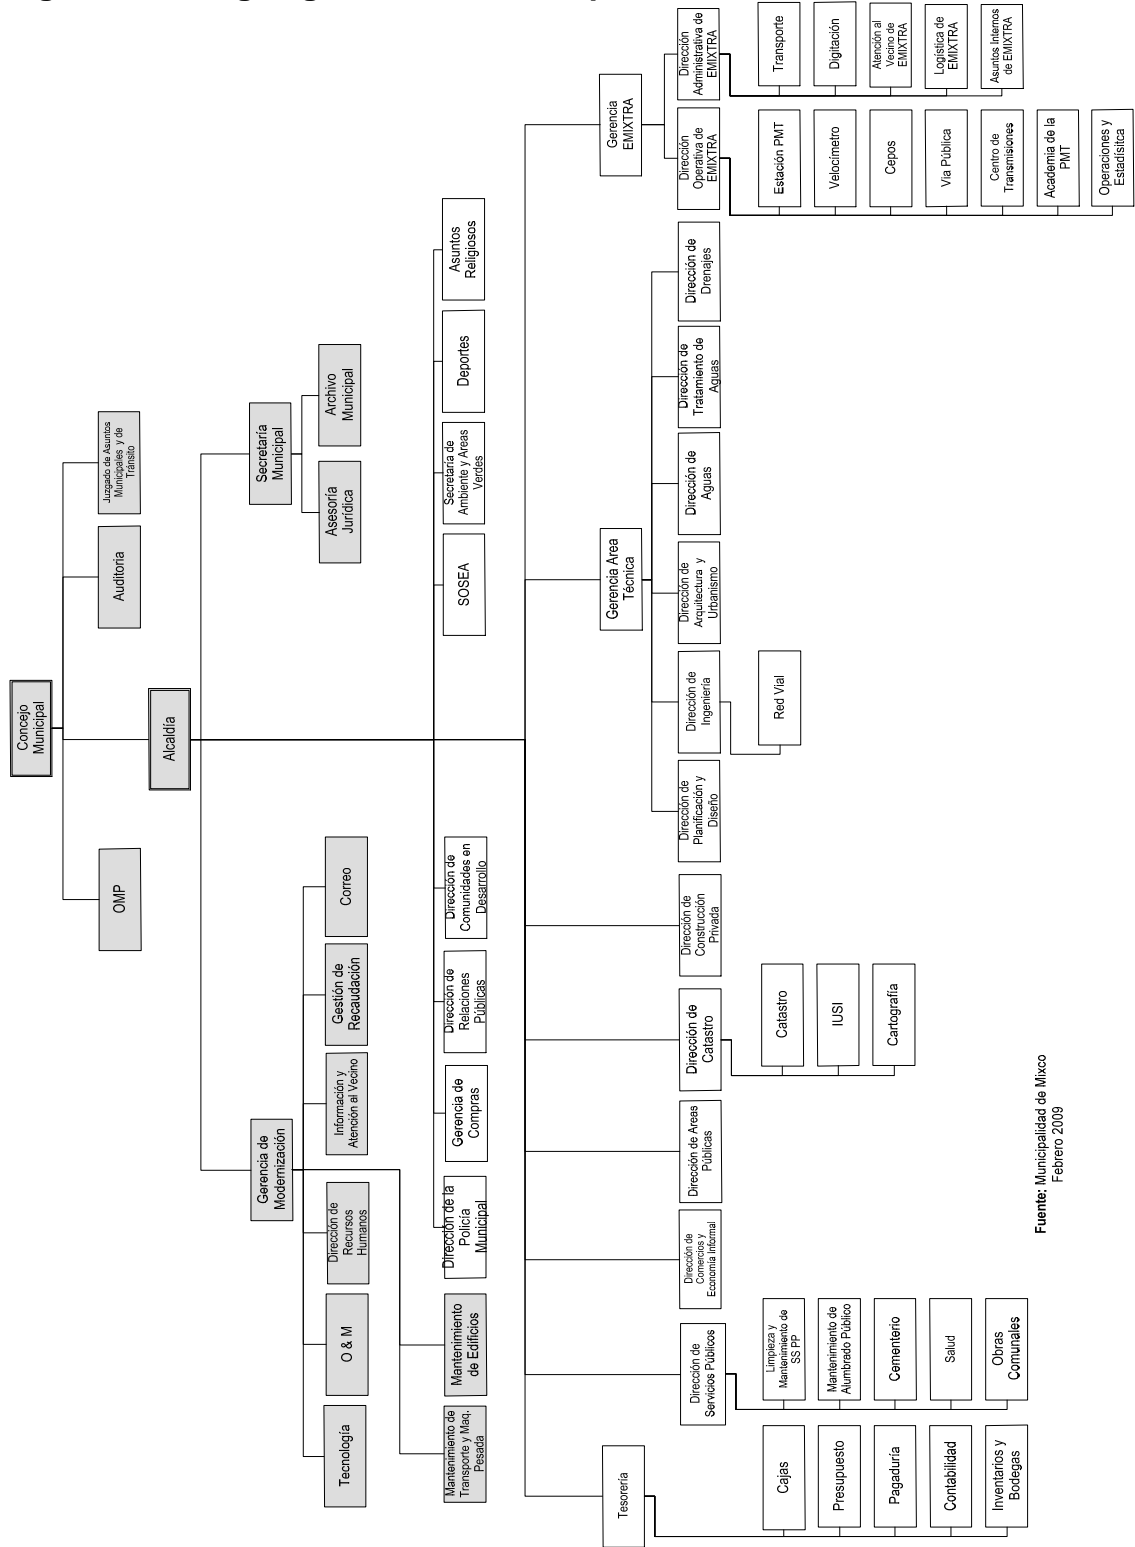 Concejo
Municipal
OMP
Auditoria
Juzgado de Asuntos
Municipales y de
Tránsito
Alcaldía
Gerencia de
Modernización
Secretaría
Municipal
Tecnología
O & M
Dirección de
Recursos
Humanos
Información y
Atención al Vecino
Gestión de
Recaudación
Correo
Asesoría
Jurídica
Archivo
Municipal
Mantenimiento de
Transporte y Maq.
Pesada
Mantenimiento
de Edificios
Dirección de la
Policía
Municipal
Gerencia de
Compras
Dirección de
Relaciones
Públicas
Dirección de
Comunidades en
Desarrollo
SOSEA
Secretaría de
Ambiente y Areas
Verdes
Deportes
Asuntos
Religiosos
Tesorería
Gerencia Area
Técnica
Gerencia
EMIXTRA
Dirección de
Servicios Públicos
Dirección de
Comercios y
Economía Informal
Dirección de Areas
Públicas
Dirección de
Catastro
Dirección de
Construcción
Privada
Dirección de
Planificación y
Diseño
Dirección de
Ingeniería
Dirección de
Arquitectura y
Urbanismo
Dirección de
Aguas
Dirección de
Tratamiento de
Aguas
Dirección de
Drenajes
Dirección
Operativa de
EMIXTRA
Dirección
Administrativa de
EMIXTRA
Cajas
Presupuesto
Pagaduría
Contabilidad
Inventarios y
Bodegas
Limpieza y
Mantenimiento de
SS PP
Mantenimiento de
Alumbrado Público
Cementerio
Salud
Obras
Comunales
Catastro
IUSI
Cartografía
Red Vial
Estación PMT
Velocímetro
Cepos
Via Pública
Centro de
Transmisiones
Academia de la
PMT
Operaciones y
Estadísitca
Transporte
Digitación
Atención al
Vecino de
EMIXTRA
Logística de
EMIXTRA
Asuntos Internos
de EMIXTRA
Fuente: Municipalidad de Mixco
Febrero 2009